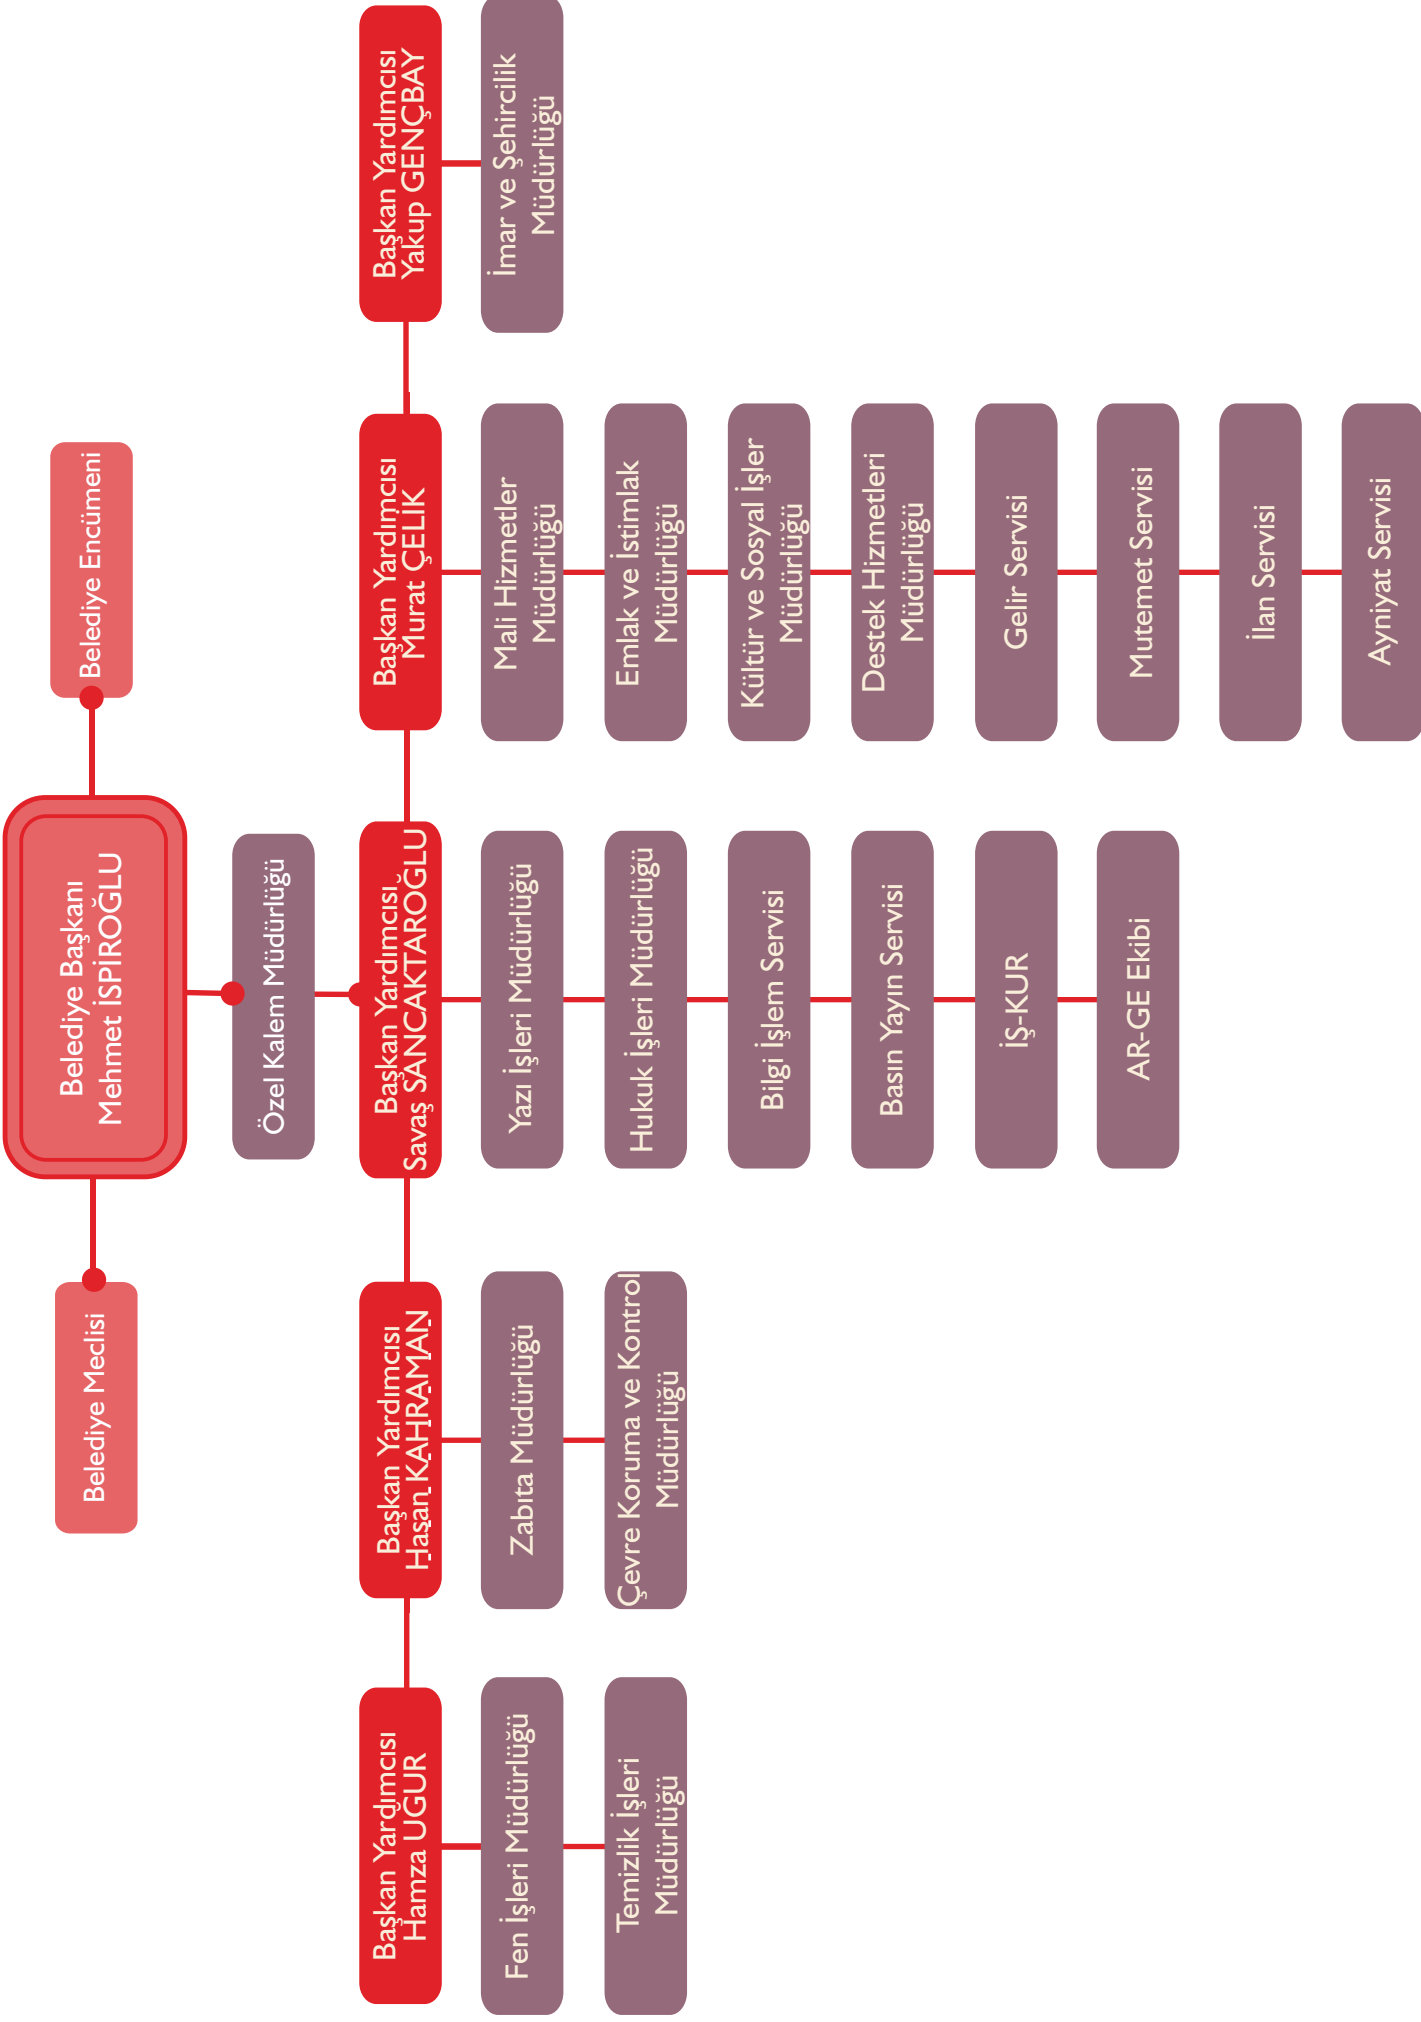 Belediye Meclisi
Belediye Başkanı
Mehmet İSPİROĞLU
Belediye Encümeni
Özel Kalem Müdürlüğü
Başkan Yardımcısı
Hamza UĞUR
Fen İşleri Müdürlüğü
Temizlik İşleri
Müdürlüğü
Başkan Yardımcısı
Hasan KAHRAMAN
Zabıta Müdürlüğü
Çevre Koruma ve Kontrol
Müdürlüğü
Başkan Yardımcısı
Savaş SANCAKTAROĞLU
Yazı İşleri Müdürlüğü
Hukuk İşleri Müdürlüğü
Bilgi İşlem Servisi
Basın Yayın Servisi
İŞ-KUR
AR-GE Ekibi
Başkan Yardımcısı
Murat ÇELİK
Mali Hizmetler
Müdürlüğü
Emlak ve İstimlak
Müdürlüğü
Kültür ve Sosyal İşler
Müdürlüğü
Destek Hizmetleri
Müdürlüğü
Gelir Servisi
Mutemet Servisi
İlan Servisi
Ayniyat Servisi
Başkan Yardımcısı
Yakup GENÇBAY
İmar ve Şehircilik
Müdürlüğü